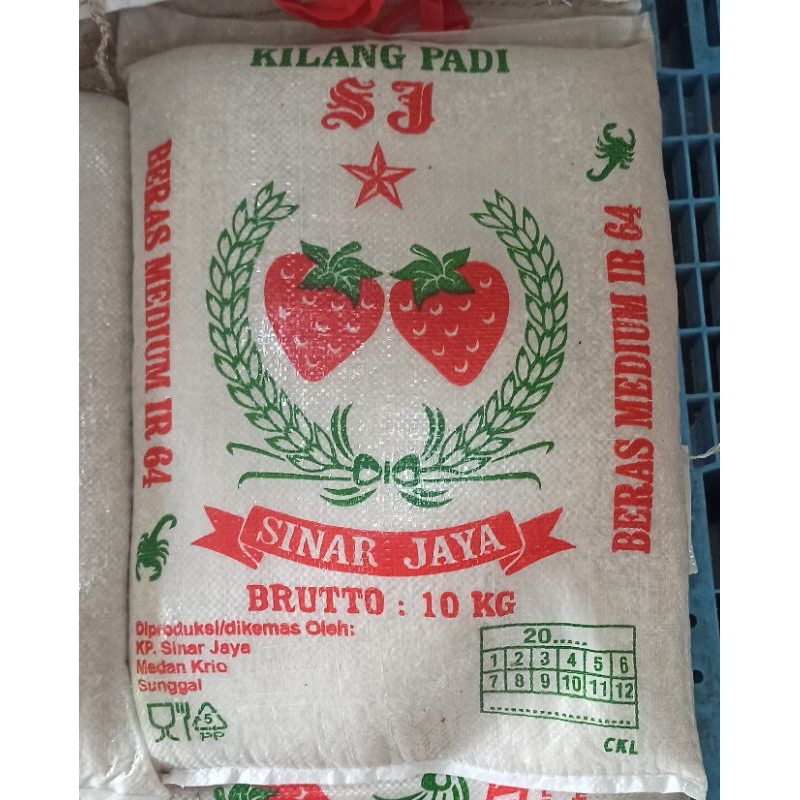 KILANG PADI
SJ
BERAS MEDIUM IR 64
BERAS MEDIUM IR 64
SINAR JAYA
BRUTTO : 10 KG
Diproduksi/dikemas Oleh:
KP. Sinar Jaya
Medan Krio
Sunggal
5
PP
20.....
1 2 3 4 5 6
7 8 9 10 11 12
CKL